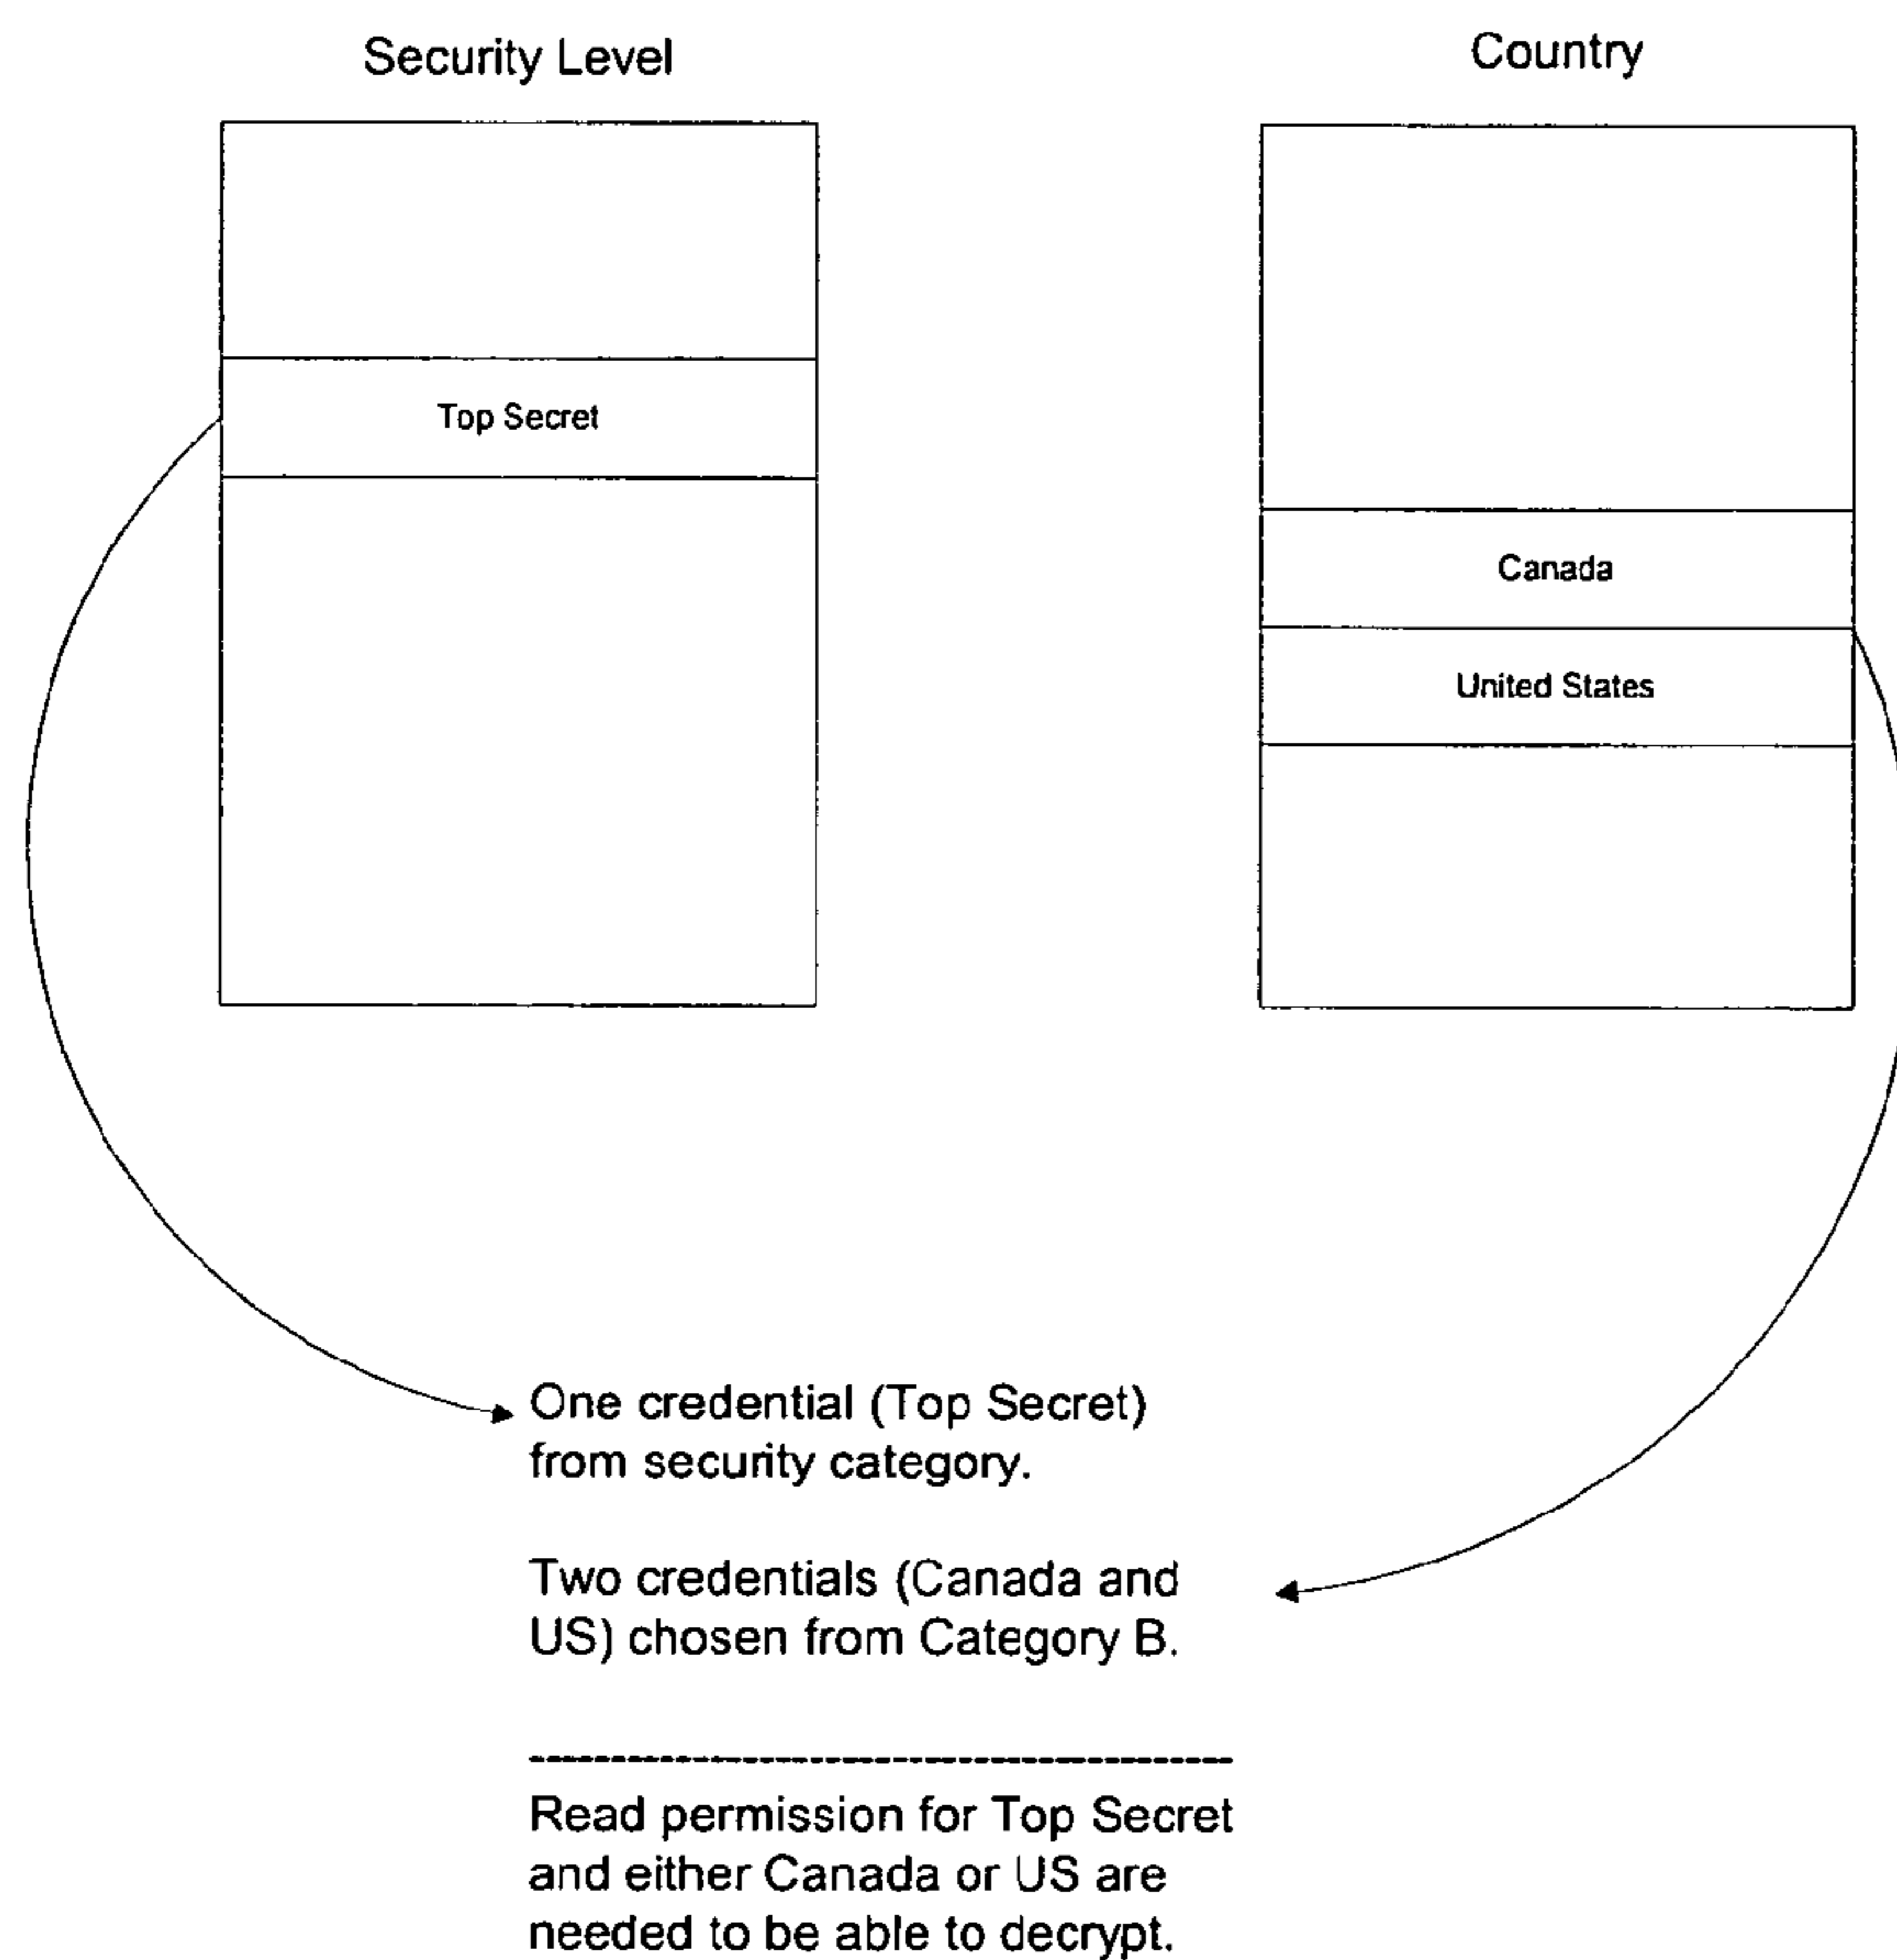 Security Level
Country
Top Secret
Canada
United States
One credential (Top Secret)
from security category.
Two credentials (Canada and
US) chosen from Category B.
------------------------------------------
Read permission for Top Secret
and either Canada or US are
needed to be able to decrypt.